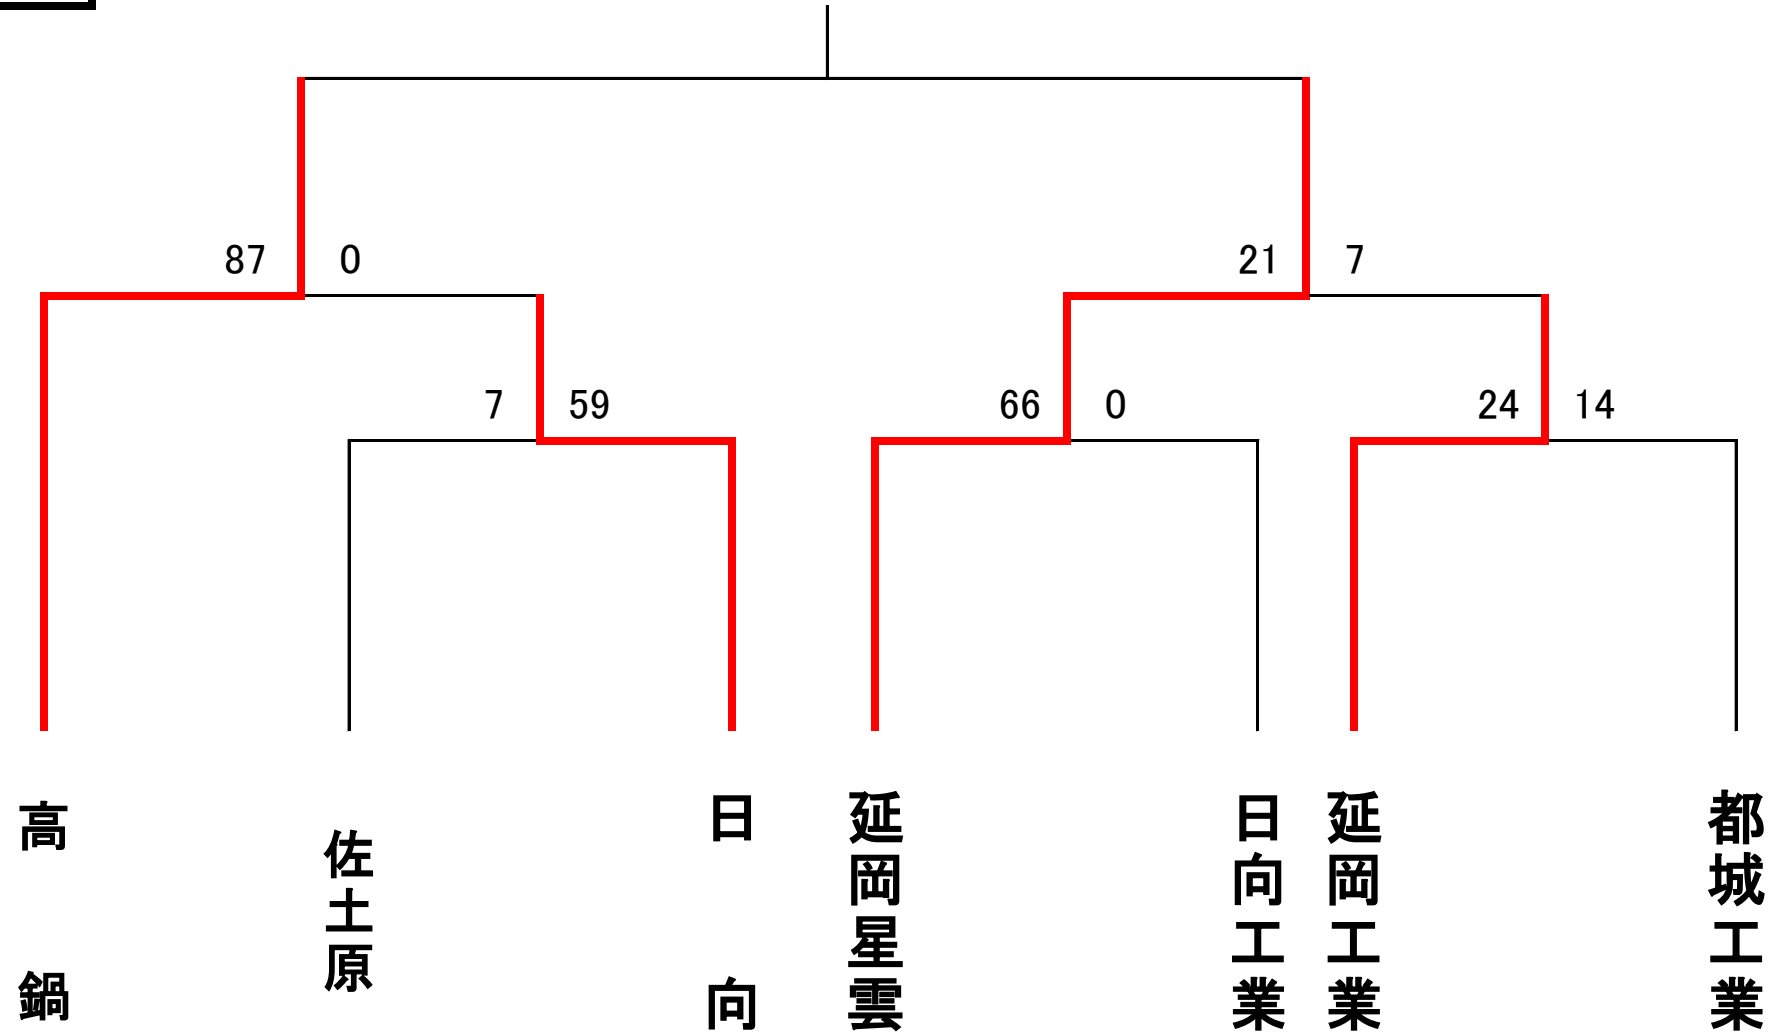 87 0
21 7
7 59
66 0
24 14
高鍋
佐土原
日向
延岡星雲
日向工業
延岡工業
都城工業